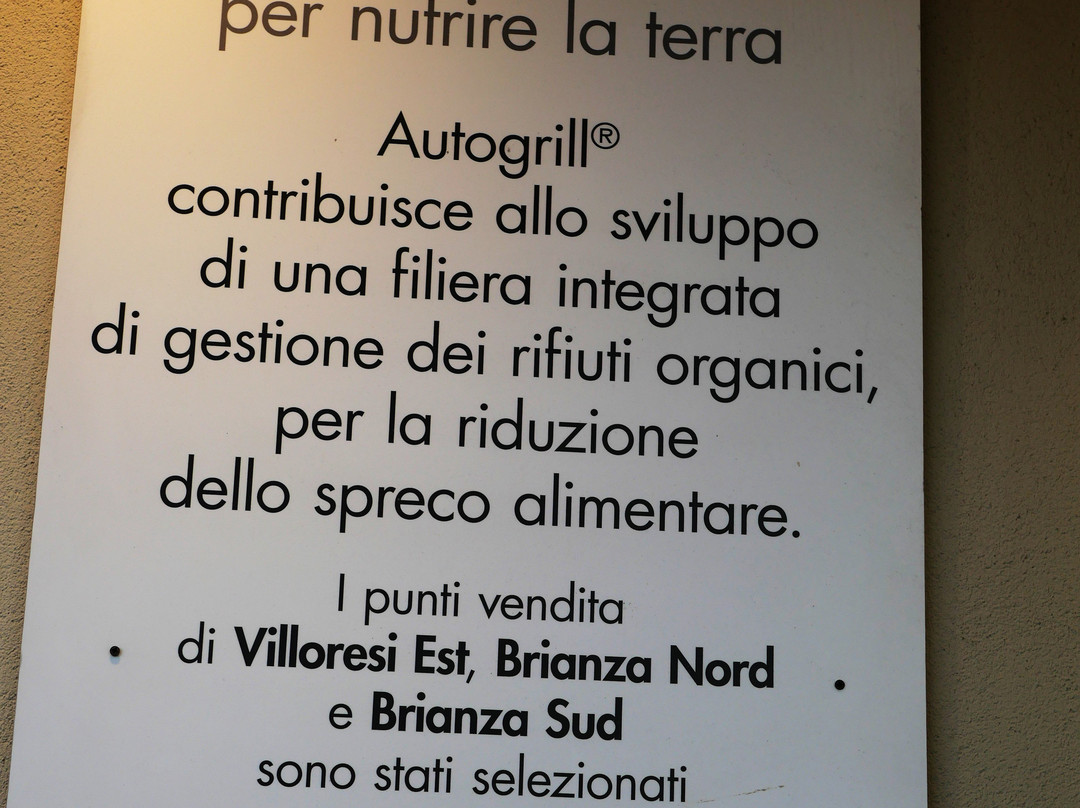 per nutrire la terra
Autogrill®
contribuisce allo sviluppo
di una filiera integrata
di gestione dei rifiuti organici,
per la riduzione
dello spreco alimentare.
I punti vendita
di Villoresi Est, Brianza Nord
e Brianza Sud
sono stati selezionati